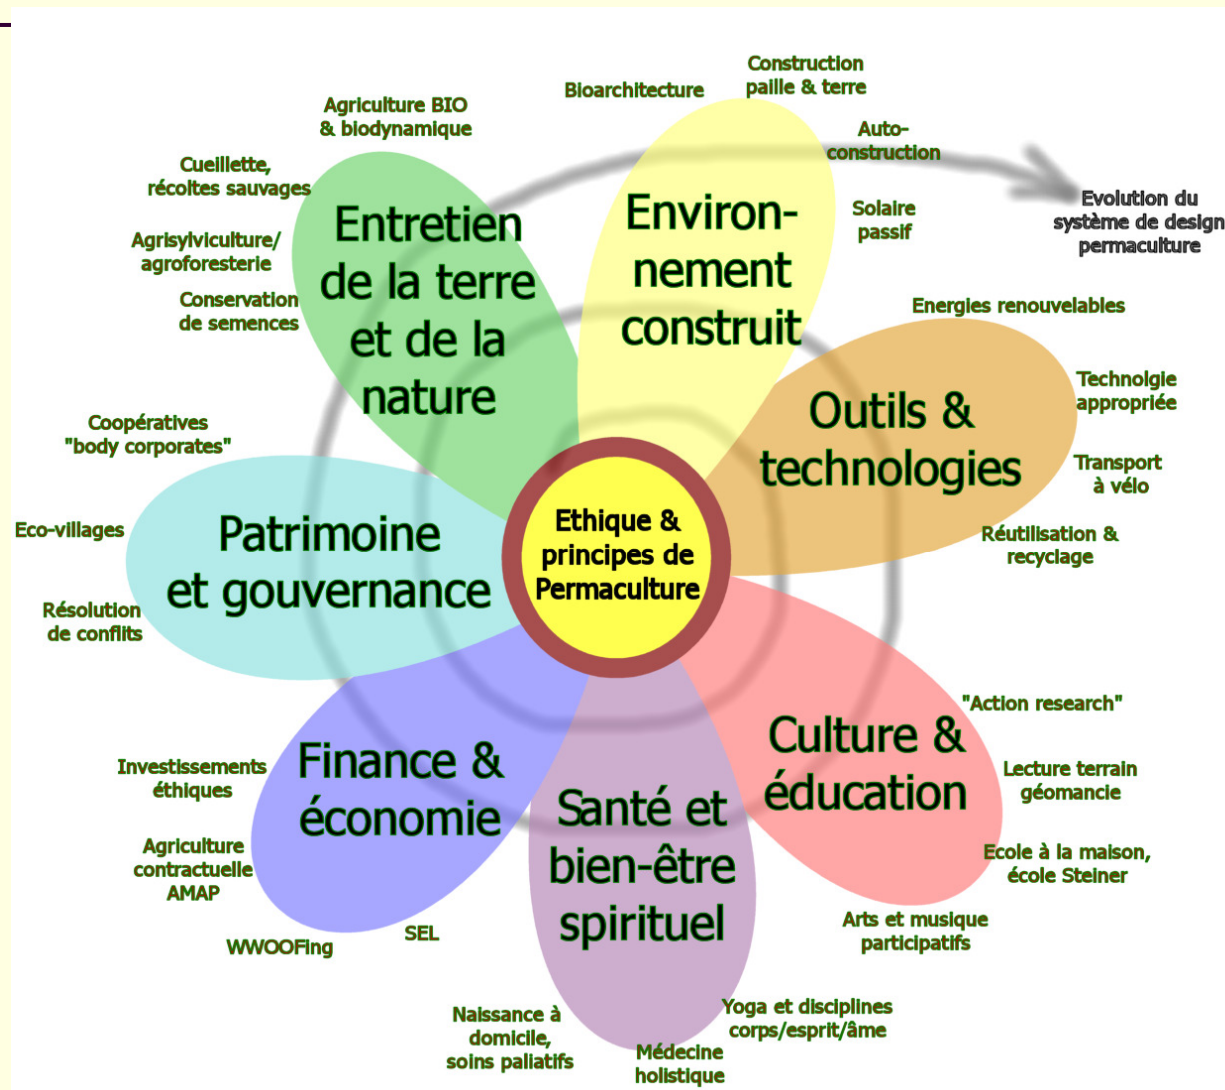 Construction
paille & terre
Bioarchitecture
Auto-
construction
Solaire
passif
Environ-
nement
construit
Evolution du
système de design
permaculture
Agriculture BIO
& biodynamique
Cueillette,
récoltes sauvages
Agrisylviculture/
agroforesterie
Conservation
de semences
Entretien
de la terre
et de la
nature
Energies renouvelables
Technolgie
appropriée
Transport
à vélo
Réutilisation &
recyclage
Outils &
technologies
Coopératives
"body corporates"
Eco-villages
Résolution
de conflits
Patrimoine
et gouvernance
Ethique &
principes de
Permaculture
"Action research"
Lecture terrain
géomancie
Ecole à la maison,
école Steiner
Arts et musique
participatifs
Culture &
éducation
Finance &
économie
Investissements
éthiques
Agriculture
contractuelle
AMAP
WWOOFing
SEL
Santé et
bien-être
spirituel
Naissance à
domicile,
soins paliatifs
Médecine
holistique
Yoga et disciplines
corps/esprit/âme